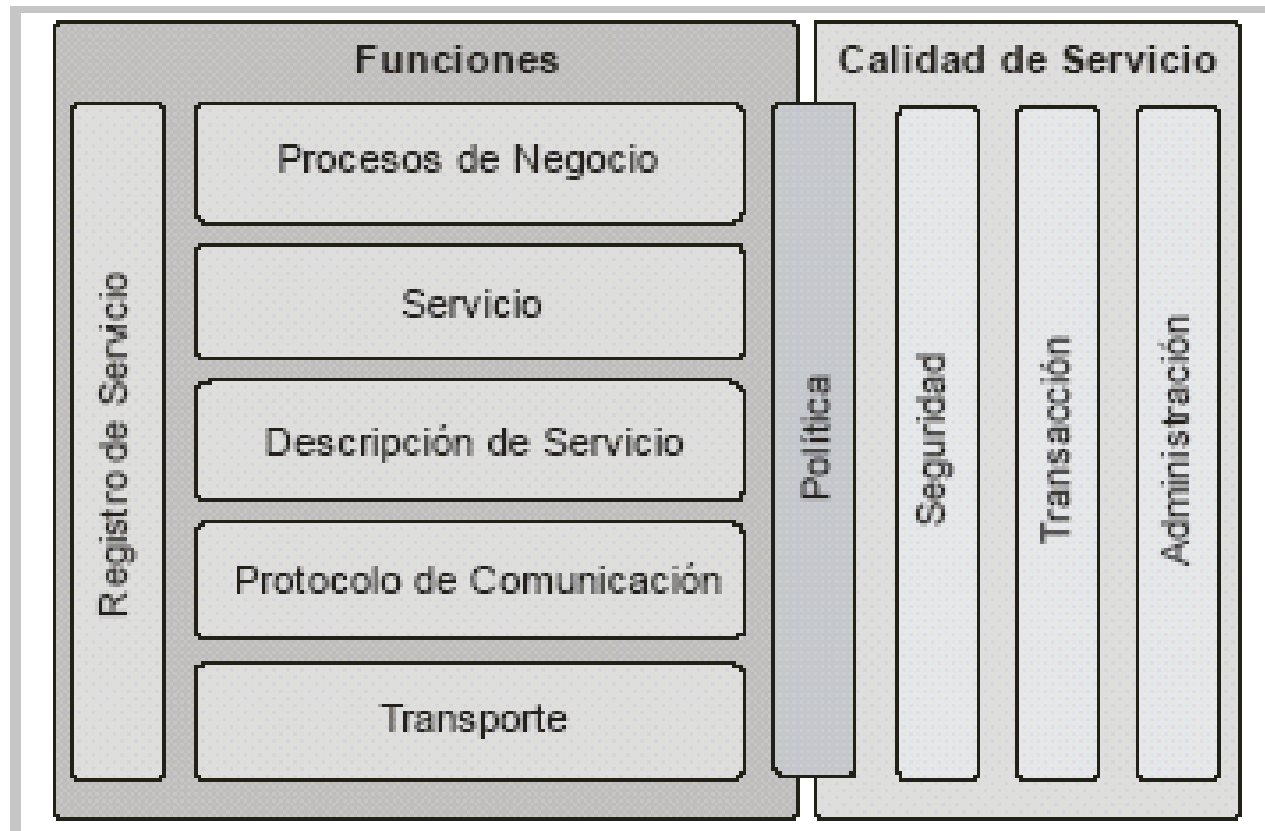 Funciones
Calidad de Servicio
Registro de Servicio
Procesos de Negocio
Servicio
Descripción de Servicio
Protocolo de Comunicación
Transporte
Política
Seguridad
Transacción
Administración